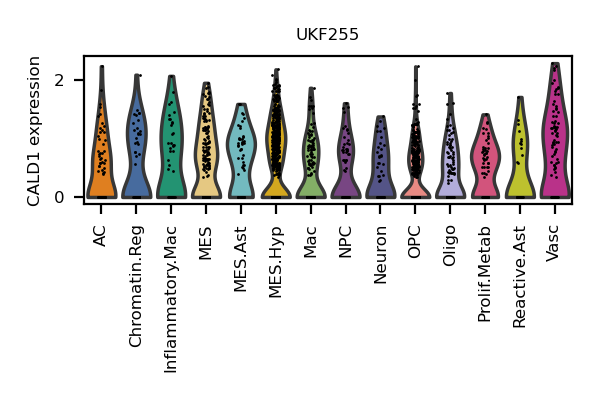 UKF255
CALD1 expression
2
0
AC
Chromatin.Reg
Inflammatory.Mac
MES
MES.Ast
MES.Hyp
Mac
NPC
Neuron
OPC
Oligo
Prolif.Metab
Reactive.Ast
Vasc